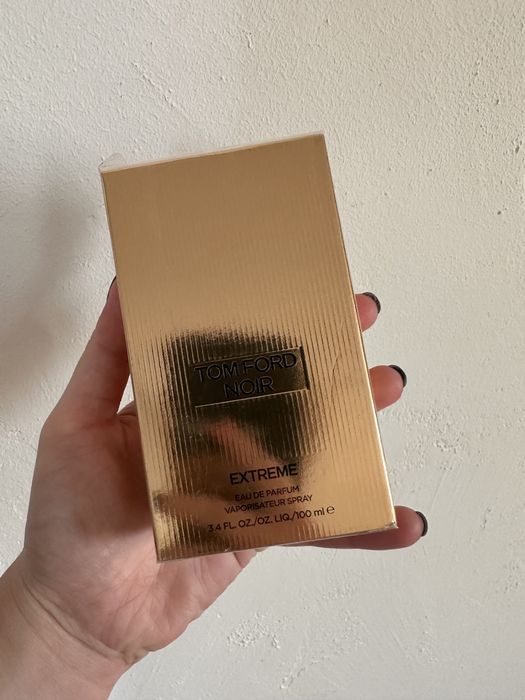 TOM FORD
NOIR
EXTREME
EAU DE PARFUM
VAPORISATEUR SPRAY
3.4 FL. OZ./OZ. LIQ./100 ml ℮